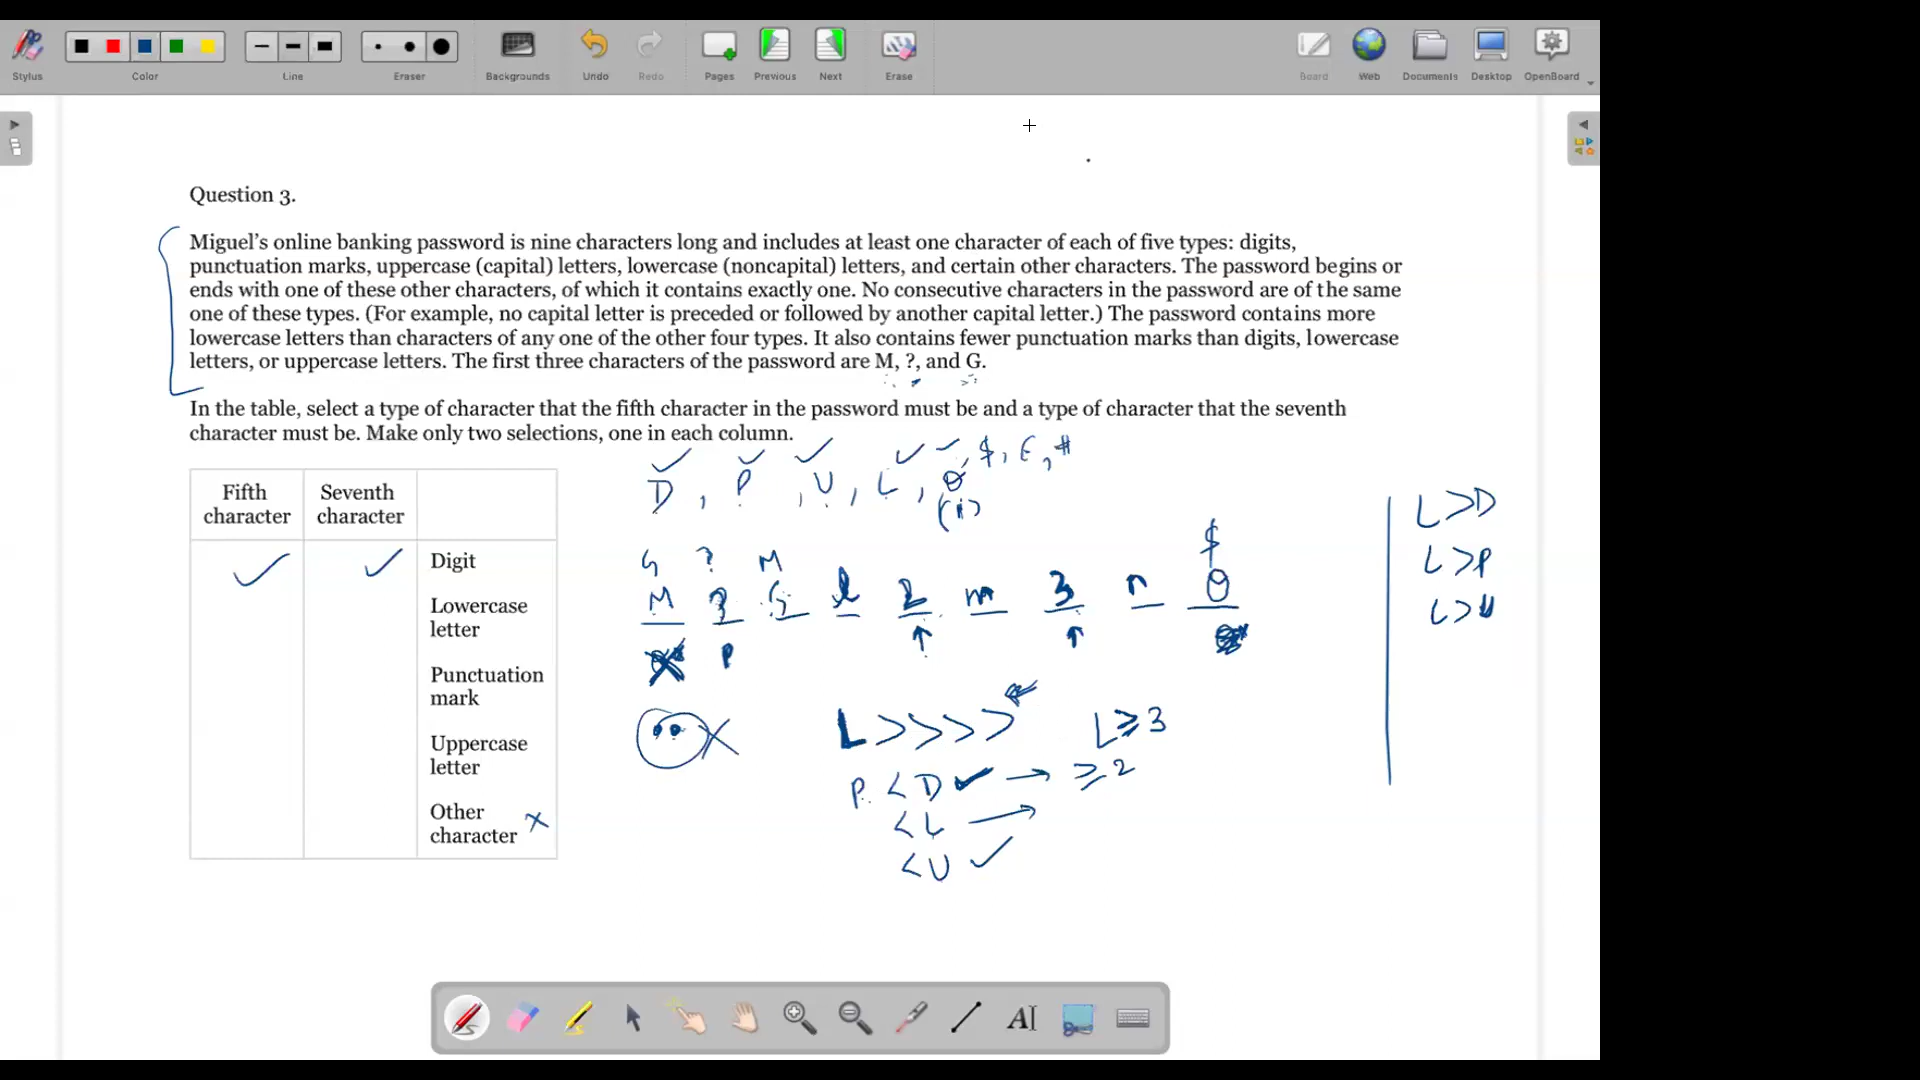 Stylus
Color
Line
Eraser
Backgrounds
Undo
Redo
Pages
Previous
Next
Erase
Board
Web
Documents
Desktop
OpenBoard
Question 3.
Miguel’s online banking password is nine characters long and includes at least one character of each of five types: digits,
punctuation marks, uppercase (capital) letters, lowercase (noncapital) letters, and certain other characters. The password begins or
ends with one of these other characters, of which it contains exactly one. No consecutive characters in the password are of the same
one of these types. (For example, no capital letter is preceded or followed by another capital letter.) The password contains more
lowercase letters than characters of any one of the other four types. It also contains fewer punctuation marks than digits, lowercase
letters, or uppercase letters. The first three characters of the password are M, ?, and G.
In the table, select a type of character that the fifth character in the password must be and a type of character that the seventh
character must be. Make only two selections, one in each column.
Fifth
character
Seventh
character
Digit
Lowercase
letter
Punctuation
mark
Uppercase
letter
Other
character
$, €, #
D, P, U, L, O
(1)
G ? M $
M ? G l 2 m 3 n O
P
L > > > >
L ≥ 3
P < D → ≥ 2
< L →
< U
L > D
L > P
L > U
AI